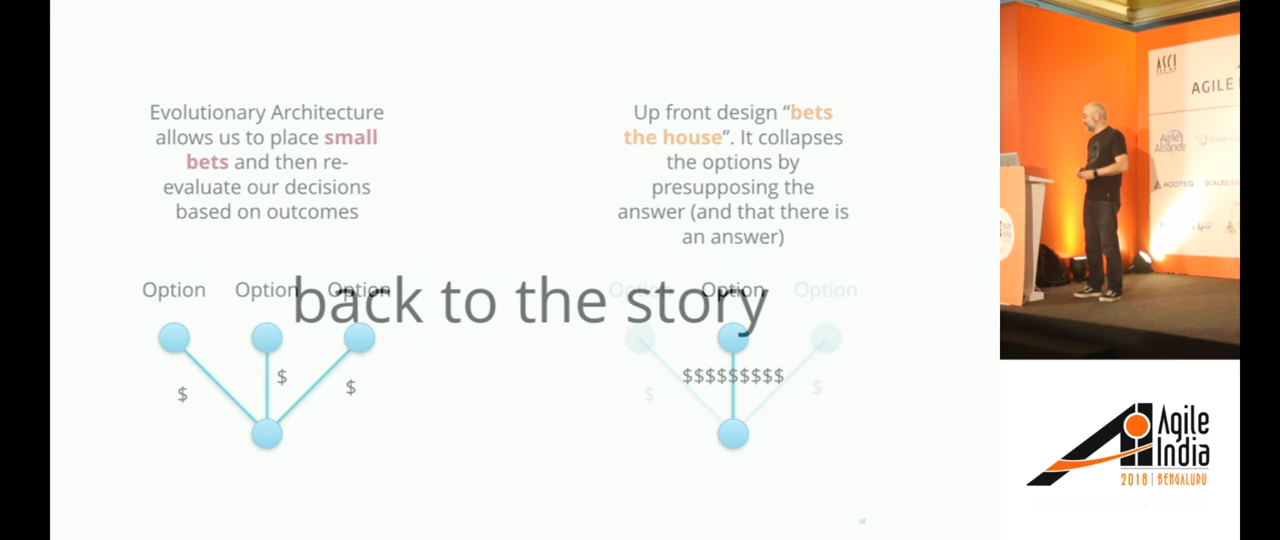 Evolutionary Architecture
allows us to place small
bets and then re-
evaluate our decisions
based on outcomes
Up front design “bets
the house”. It collapses
the options by
presupposing the
answer (and that there is
an answer)
back to the story
Option Option Option
Option Option Option
$ $ $
$ $$$$$$$$$ $
ASCI
AGILE
Agile
Alliance
SCALED
Agile
India
2018 | BENGALURU